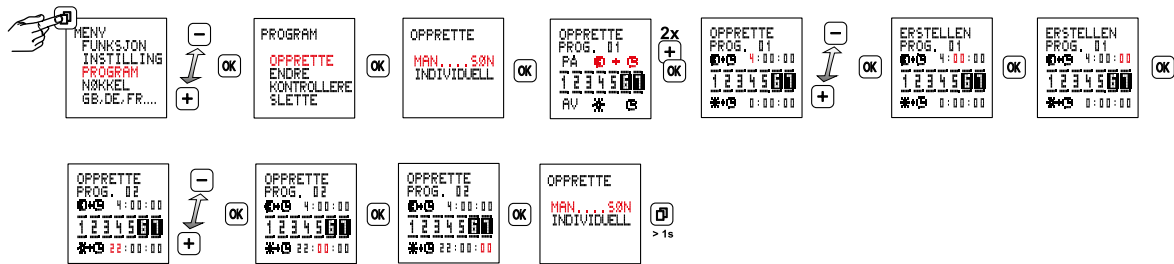 MENY
FUNKSJON
INSTILLING
PROGRAM
NØKKEL
GB,DE,FR....
−
+
OK
PROGRAM
OPPRETTE
ENDRE
KONTROLLERE
SLETTE
OK
OPPRETTE
MAN....SØN
INDIVIDUELL
OK
OPPRETTE
PROG. 01
PÅ +
1 2 3 4 5 6 7
AV
2x
+
OK
OPPRETTE
PROG. 01
+ 4:00:00
1 2 3 4 5 6 7
+ 0:00:00
−
+
OK
ERSTELLEN
PROG. 01
+ 4:00:00
1 2 3 4 5 6 7
+ 0:00:00
OK
ERSTELLEN
PROG. 01
+ 4:00:00
1 2 3 4 5 6 7
+ 0:00:00
OK
OPPRETTE
PROG. 02
+ 4:00:00
1 2 3 4 5 6 7
+ 22:00:00
−
+
OK
OPPRETTE
PROG. 02
+ 4:00:00
1 2 3 4 5 6 7
+ 22:00:00
OK
OPPRETTE
PROG. 02
+ 4:00:00
1 2 3 4 5 6 7
+ 22:00:00
OK
OPPRETTE
MAN....SØN
INDIVIDUELL
> 1s